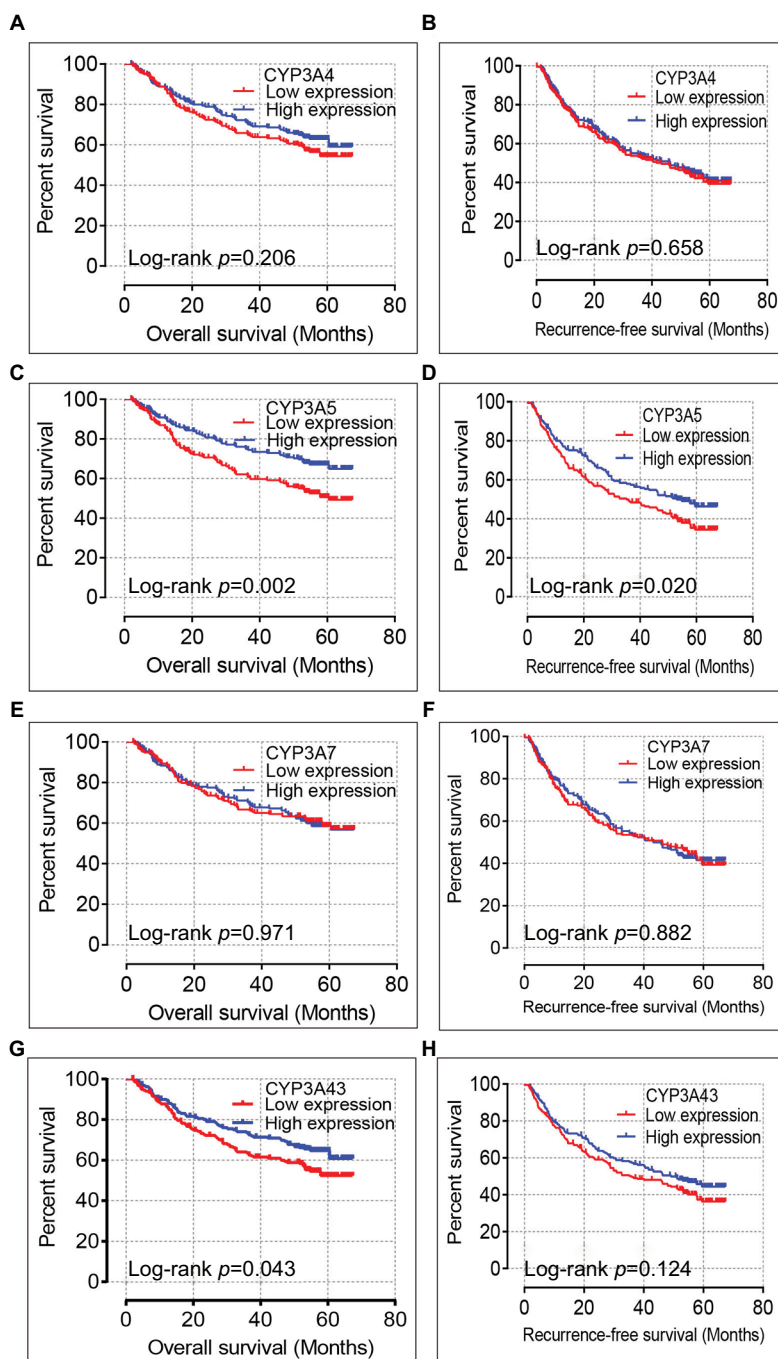 A
CYP3A4
Low expression
High expression
Percent survival
100
80
60
40
20
0
Log-rank p=0.206
0 20 40 60 80
Overall survival (Months)
B
CYP3A4
Low expression
High expression
Percent survival
100
80
60
40
20
0
Log-rank p=0.658
0 20 40 60 80
Recurrence-free survival (Months)
C
CYP3A5
Low expression
High expression
Percent survival
100
80
60
40
20
0
Log-rank p=0.002
0 20 40 60 80
Overall survival (Months)
D
CYP3A5
Low expression
High expression
Percent survival
100
80
60
40
20
0
Log-rank p=0.020
0 20 40 60 80
Recurrence-free survival (Months)
E
CYP3A7
Low expression
High expression
Percent survival
100
80
60
40
20
0
Log-rank p=0.971
0 20 40 60 80
Overall survival (Months)
F
CYP3A7
Low expression
High expression
Percent survival
100
80
60
40
20
0
Log-rank p=0.882
0 20 40 60 80
Recurrence-free survival (Months)
G
CYP3A43
Low expression
High expression
Percent survival
100
80
60
40
20
0
Log-rank p=0.043
0 20 40 60 80
Overall survival (Months)
H
CYP3A43
Low expression
High expression
Percent survival
100
80
60
40
20
0
Log-rank p=0.124
0 20 40 60 80
Recurrence-free survival (Months)